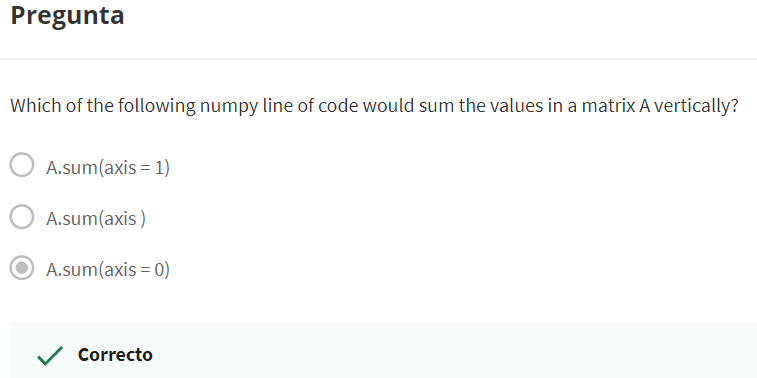 Pregunta
Which of the following numpy line of code would sum the values in a matrix A vertically?
A.sum(axis = 1)
A.sum(axis )
A.sum(axis = 0)
Correcto